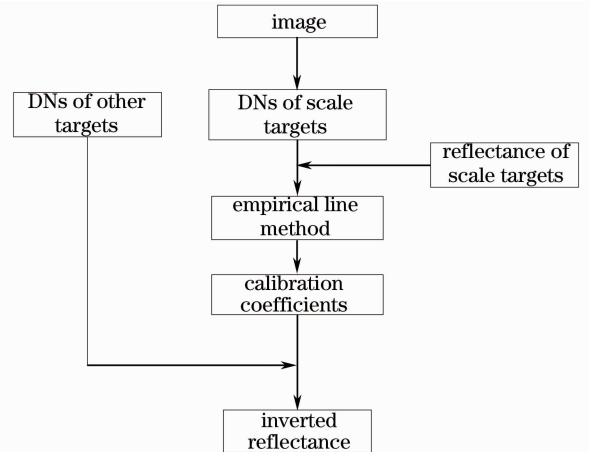 image
DNs of other
targets
DNs of scale
targets
reflectance of
scale targets
empirical line
method
calibration
coefficients
inverted
reflectance